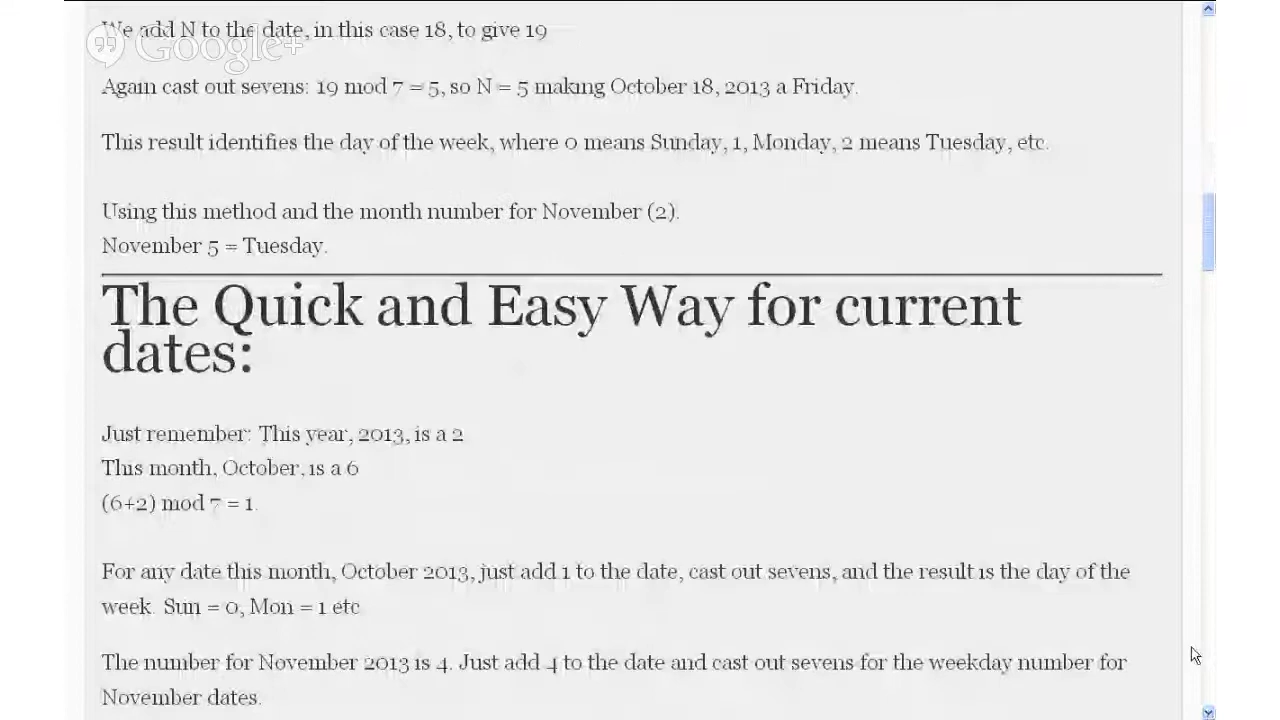 We add N to the date, in this case 18, to give 19
Google+
Again cast out sevens: 19 mod 7 = 5, so N = 5 making October 18, 2013 a Friday.
This result identifies the day of the week, where 0 means Sunday, 1, Monday, 2 means Tuesday, etc.
Using this method and the month number for November (2).
November 5 = Tuesday.
The Quick and Easy Way for current
dates:
Just remember: This year, 2013, is a 2
This month, October, is a 6
(6+2) mod 7 = 1.
For any date this month, October 2013, just add 1 to the date, cast out sevens, and the result is the day of the
week. Sun = 0, Mon = 1 etc
The number for November 2013 is 4. Just add 4 to the date and cast out sevens for the weekday number for
November dates.